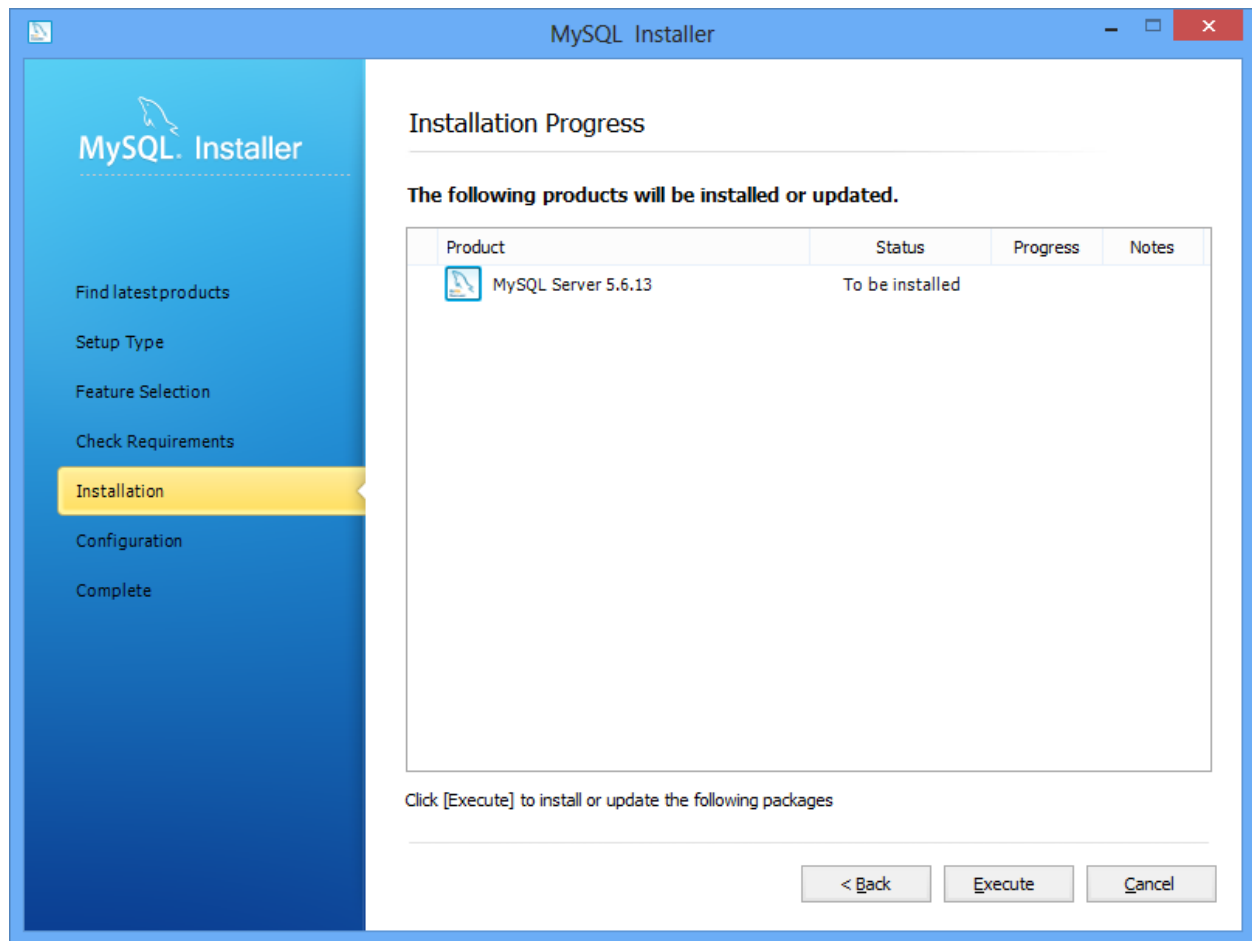 MySQL Installer
MySQL. Installer
Find latest products
Setup Type
Feature Selection
Check Requirements
Installation
Configuration
Complete
Installation Progress
The following products will be installed or updated.
Product Status Progress Notes
MySQL Server 5.6.13 To be installed
Click [Execute] to install or update the following packages
< Back Execute Cancel